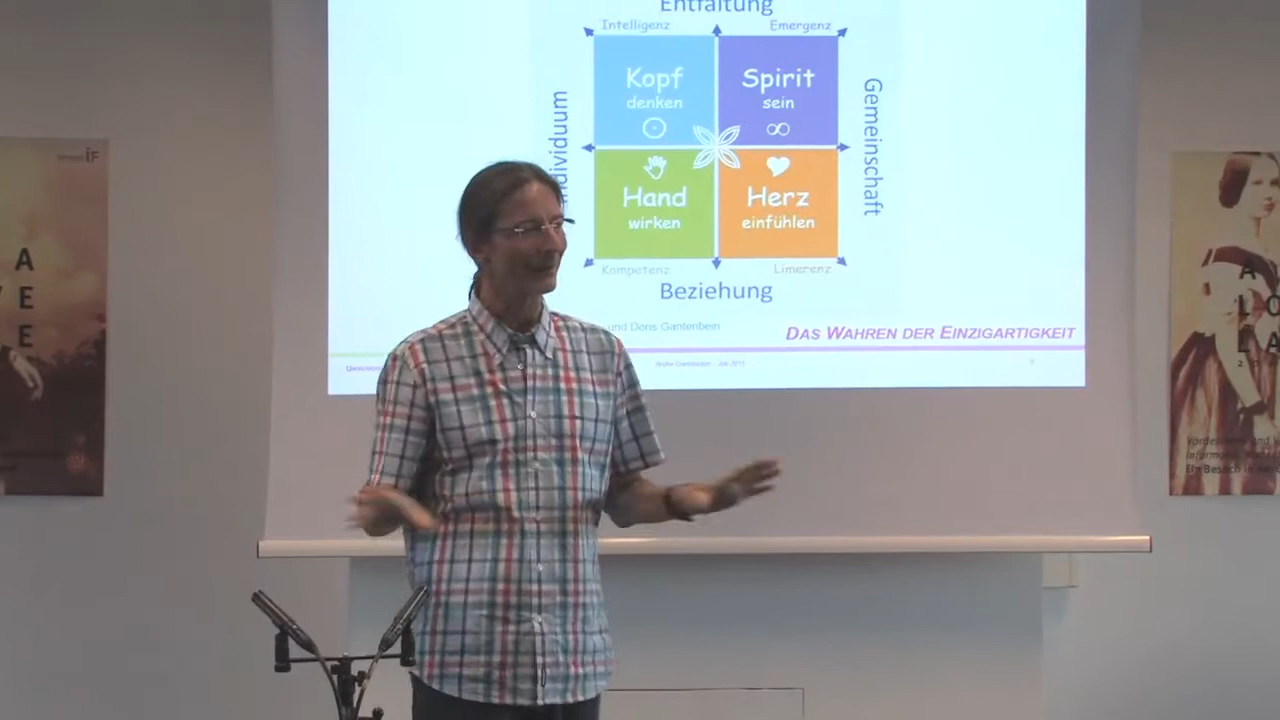 Entfaltung
Intelligenz
Emergenz
Kopf
denken
Spirit
sein
Gemeinschaft
Hand
wirken
Herz
einfühlen
Kompetenz
Limerenz
Beziehung
und Doris Gantenbein
DAS WAHREN DER EINZIGARTIGKEIT
iF
A
E
E
E
A
L
L